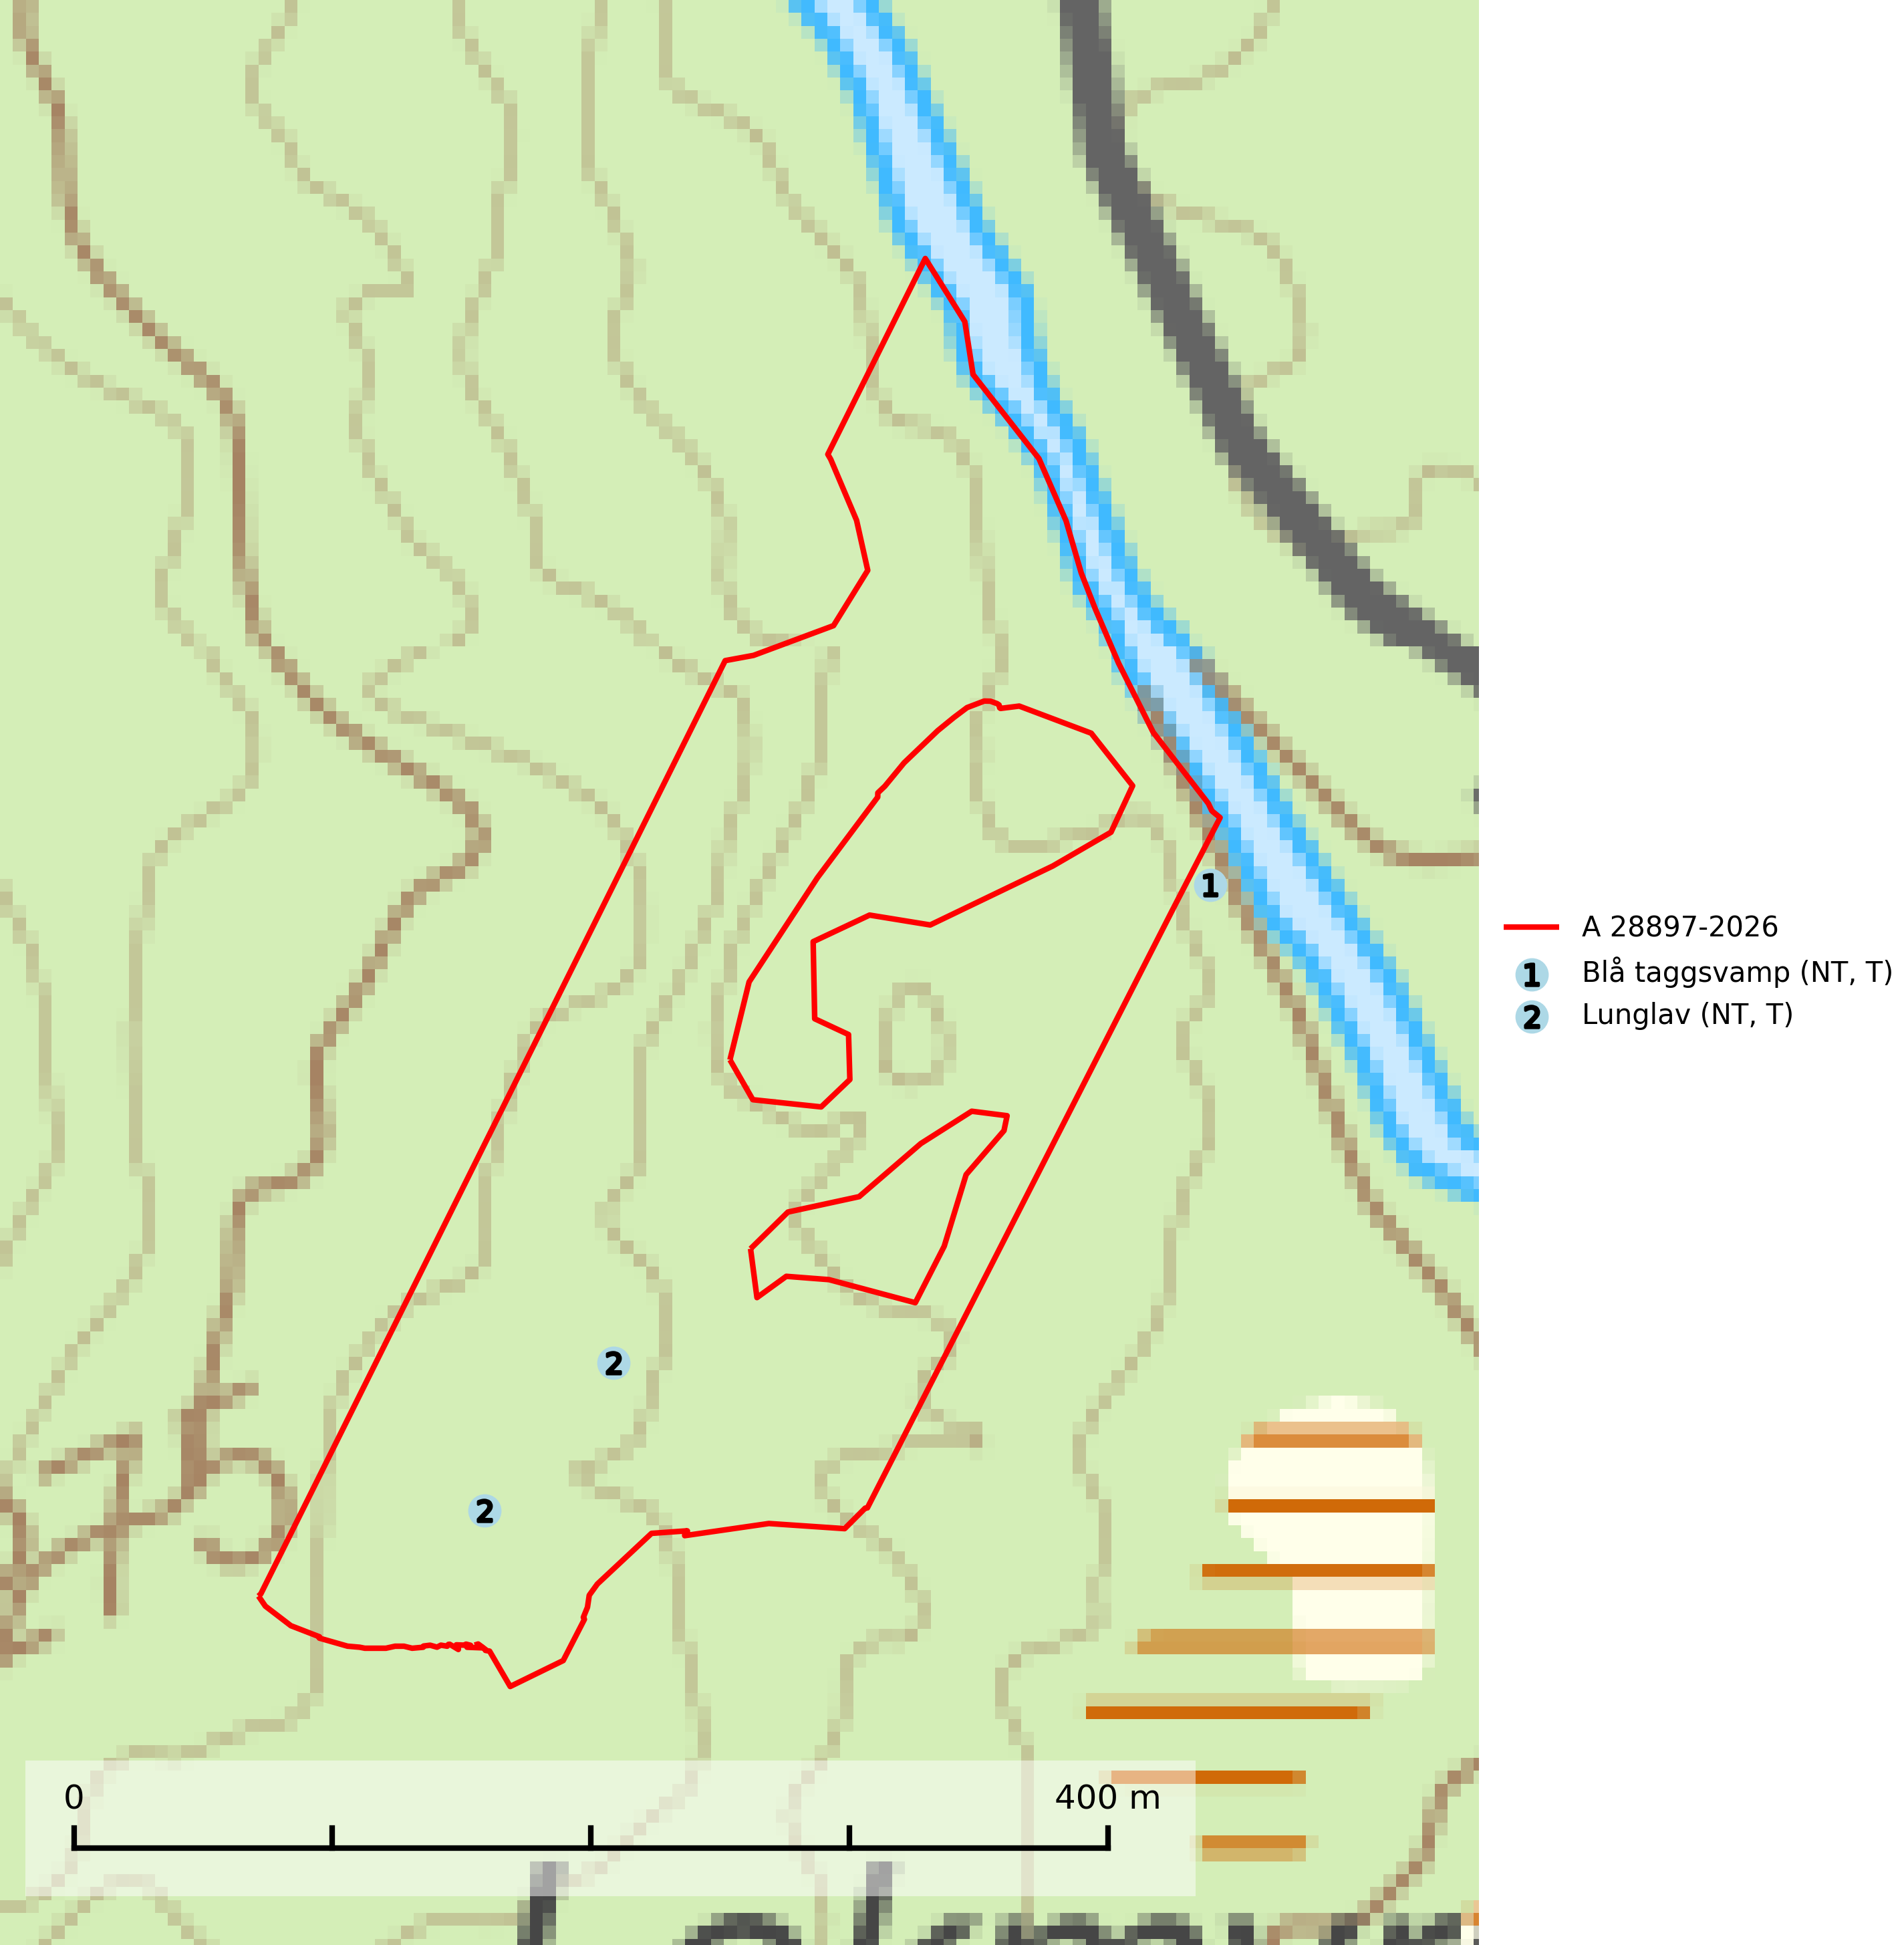 1
A 28897-2026
1 Blå taggsvamp (NT, T)
2 Lunglav (NT, T)
2
2
0 400 m